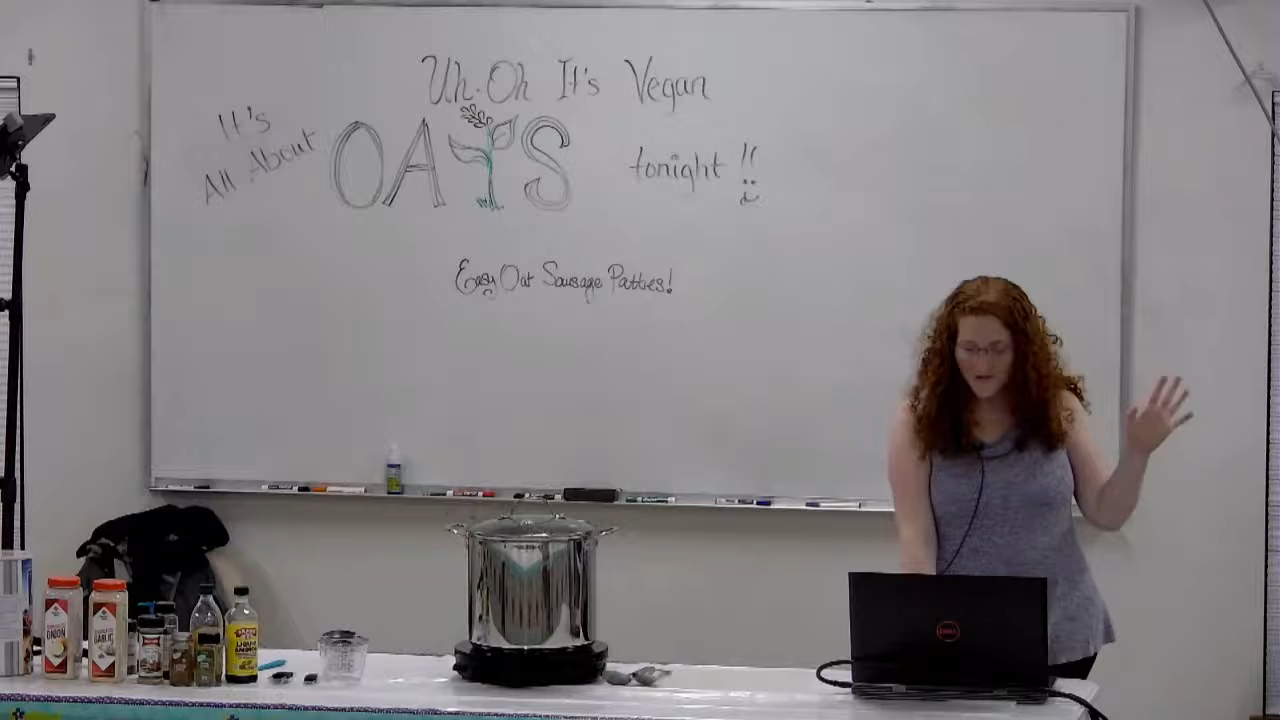 Uh-Oh It's Vegan
It's
All About
OATS
tonight!!
Easy Oat Sausage Patties!
ONION
GARLIC
DELL